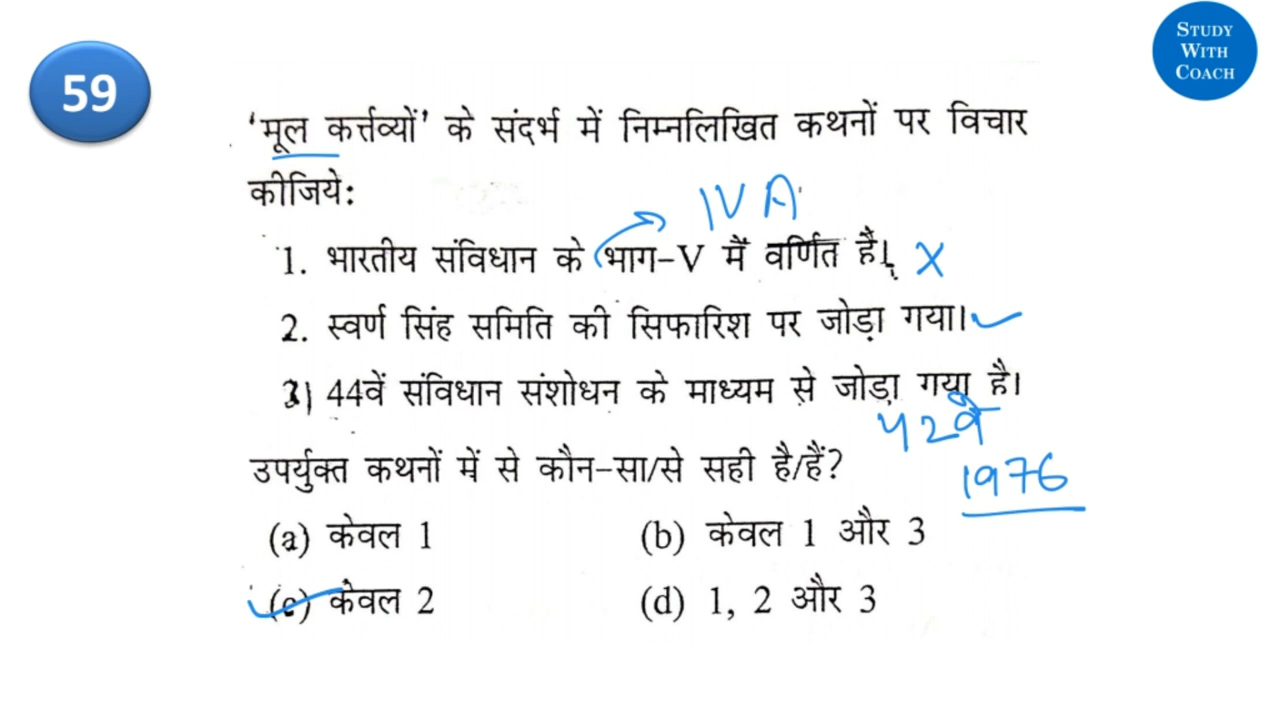 59
STUDY
WITH
COACH
'मूल कर्त्तव्यों' के संदर्भ में निम्नलिखित कथनों पर विचार
कीजिये:
IV A
1. भारतीय संविधान के भाग-V में वर्णित है। X
2. स्वर्ण सिंह समिति की सिफारिश पर जोड़ा गया।
3) 44वें संविधान संशोधन के माध्यम से जोड़ा गया है।
42वे
उपर्युक्त कथनों में से कौन-सा/से सही है/हैं?
1976
(a) केवल 1 (b) केवल 1 और 3
(c) केवल 2 (d) 1, 2 और 3